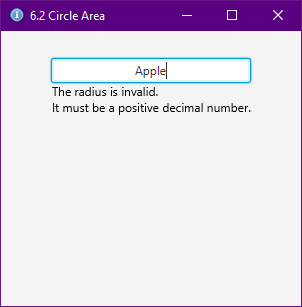 6.2 Circle Area
Apple
The radius is invalid.
It must be a positive decimal number.